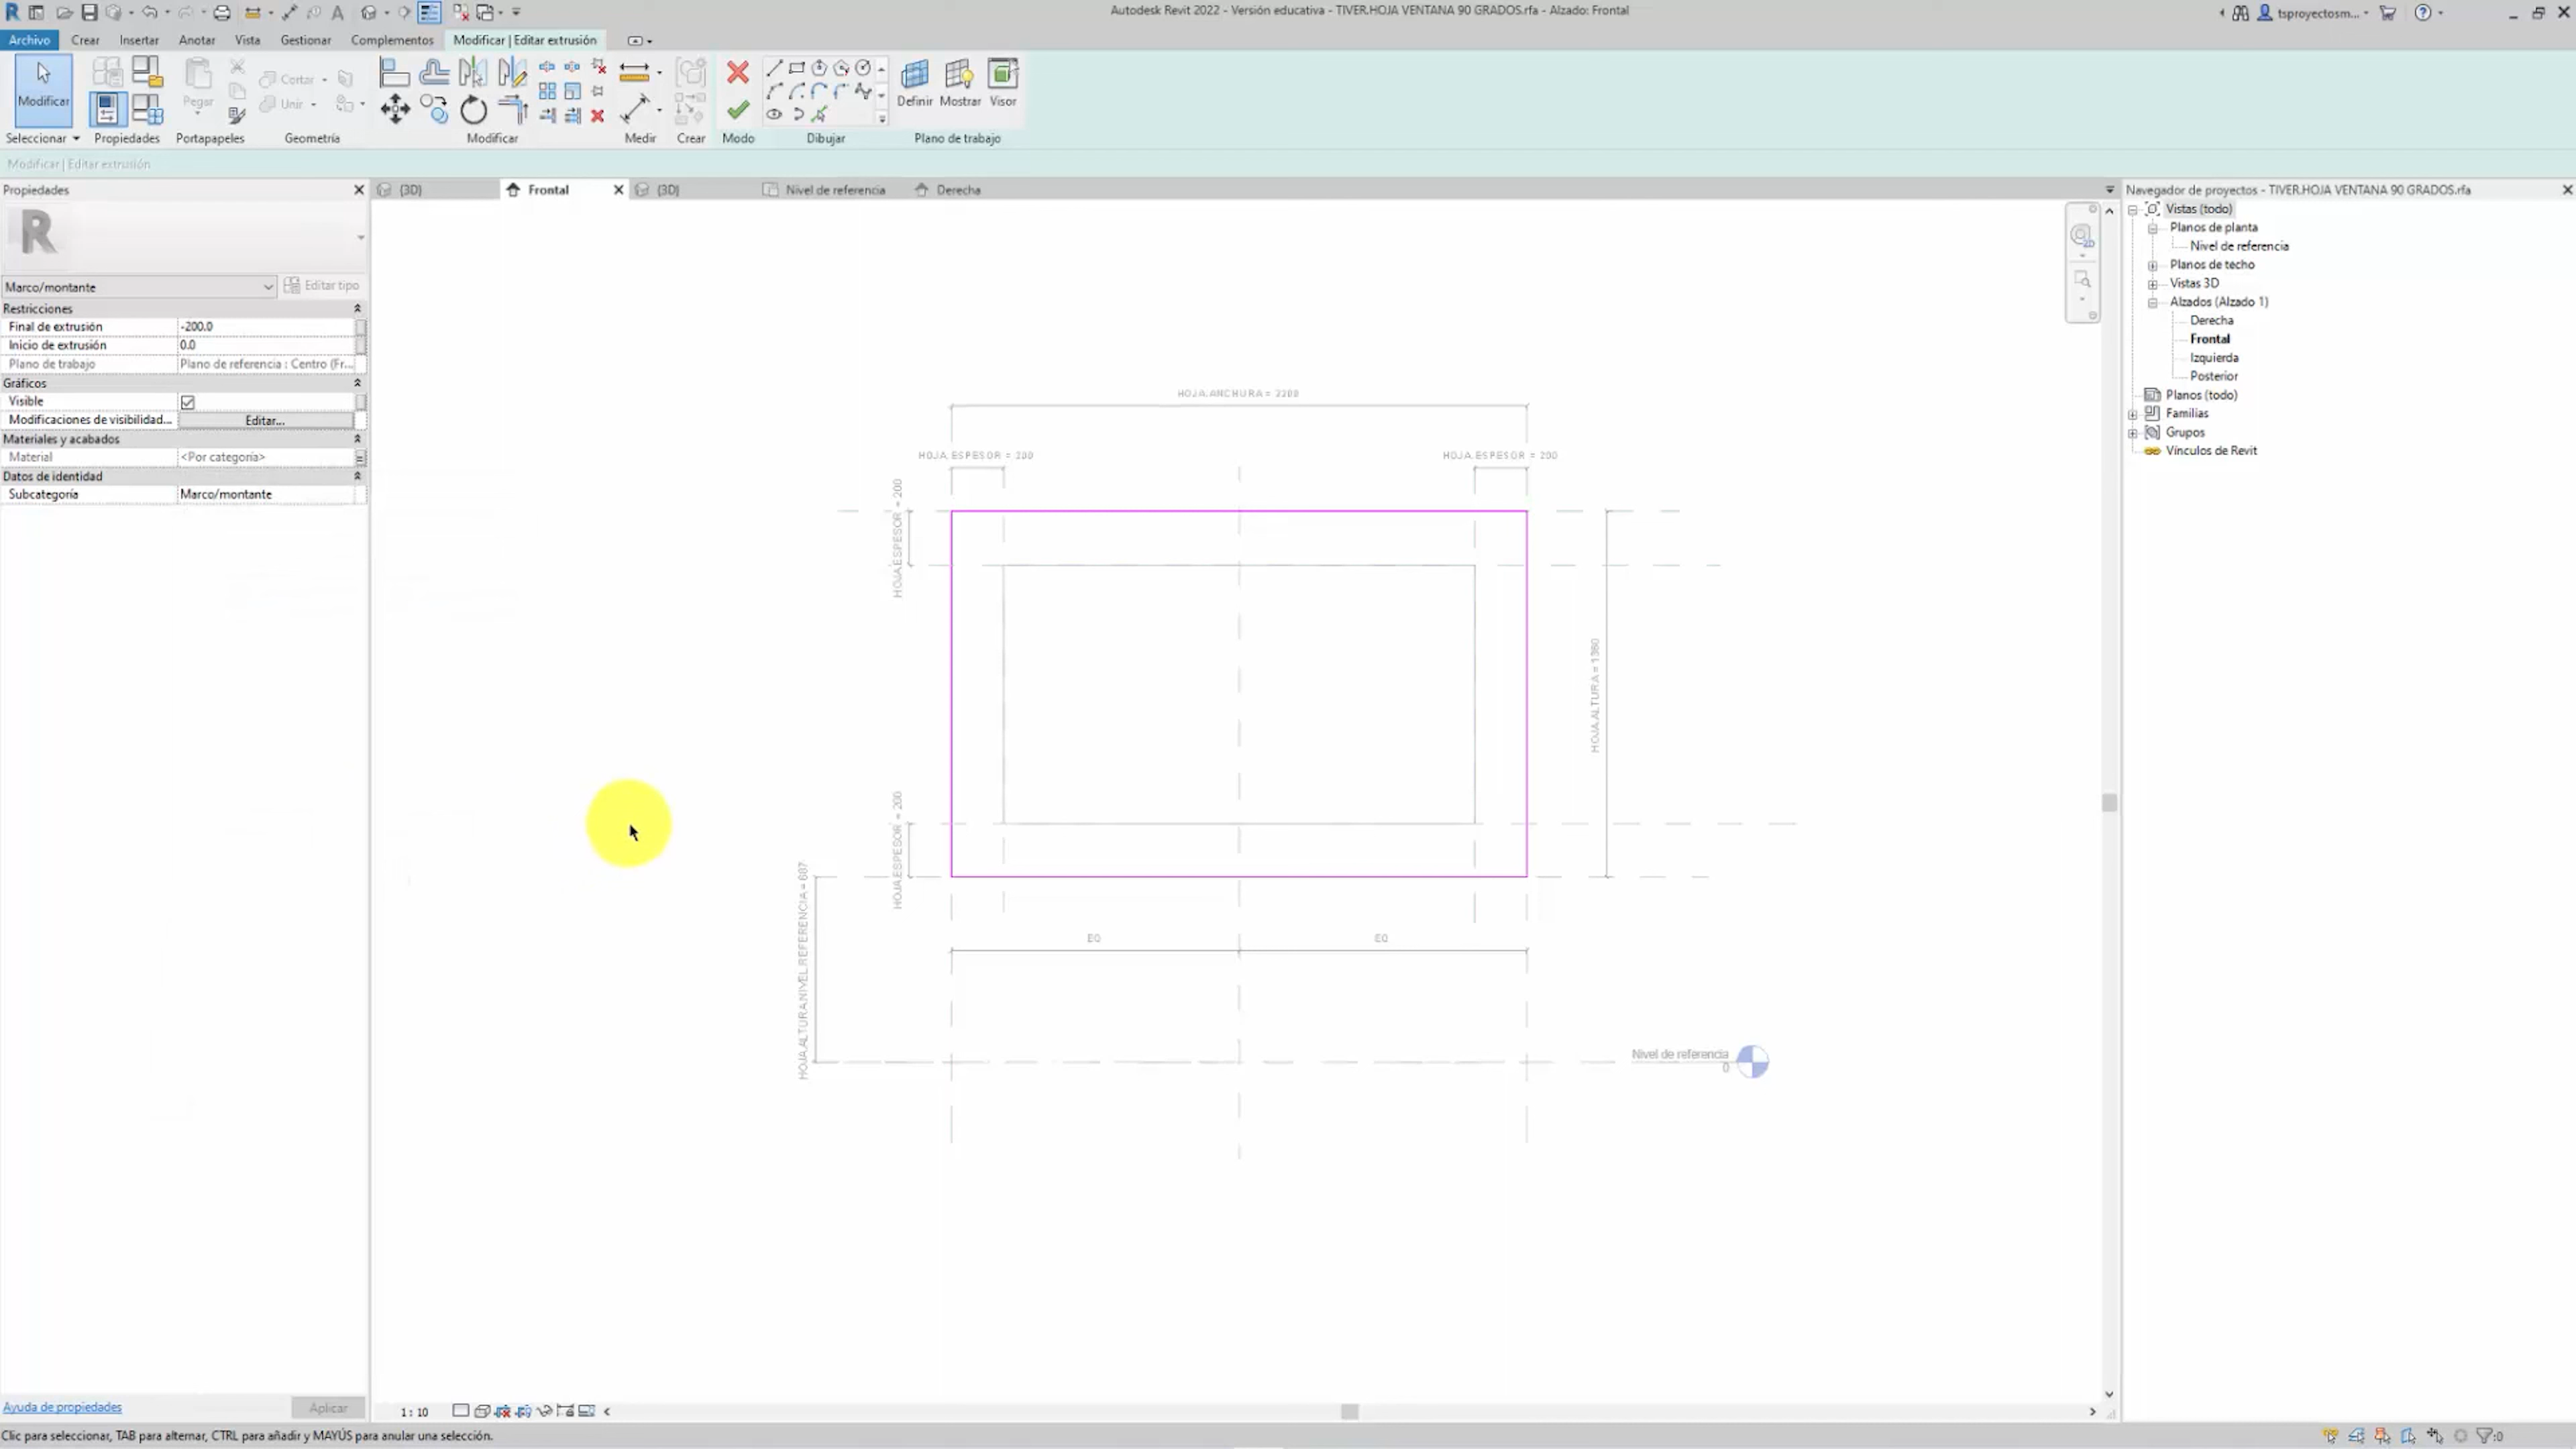 Autodesk Revit 2022 - Versión educativa - TIVER.HOJA VENTANA 90 GRADOS.rfa - Alzado: Frontal
tsproyectosm...
Archivo Crear Insertar Anotar Vista Gestionar Complementos Modificar | Editar extrusión
Modificar
Pegar
Cortar
Unir
Definir Mostrar Visor
Seleccionar Propiedades Portapapeles Geometría Modificar Medir Crear Modo Dibujar Plano de trabajo
Modificar | Editar extrusión
Propiedades
{3D} Frontal {3D} Nivel de referencia Derecha
Marco/montante
Editar tipo
Restricciones
Final de extrusión -200.0
Inicio de extrusión 0.0
Plano de trabajo Plano de referencia : Centro (Fr...
Gráficos
Visible
Modificaciones de visibilidad... Editar...
Materiales y acabados
Material <Por categoría>
Datos de identidad
Subcategoría Marco/montante
HOJA.ANCHURA = 2200
HOJA.ESPESOR = 200
HOJA.ESPESOR = 200
HOJA.ESPESOR = 200
HOJA.ALTURA = 1380
HOJA.ESPESOR = 200
HOJA.ALTURA.NIVEL.REFERENCIA = 687
EQ EQ
Nivel de referencia
0
Navegador de proyectos - TIVER.HOJA VENTANA 90 GRADOS.rfa
Vistas (todo)
Planos de planta
Nivel de referencia
Planos de techo
Vistas 3D
Alzados (Alzado 1)
Derecha
Frontal
Izquierda
Posterior
Planos (todo)
Familias
Grupos
Vínculos de Revit
Ayuda de propiedades
Aplicar
1 : 10
Clic para seleccionar, TAB para alternar, CTRL para añadir y MAYÚS para anular una selección.
:0